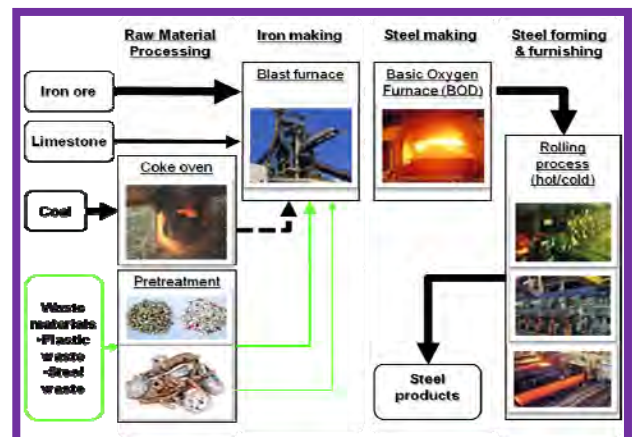 Raw Material
Processing
Iron making
Steel making
Steel forming
& furnishing
Iron ore
Limestone
Coal
Waste
materials
-Plastic
waste
-Steel
waste
Coke oven
Pretreatment
Blast furnace
Basic Oxygen
Furnace (BOD)
Rolling
process
(hot/cold)
Steel
products